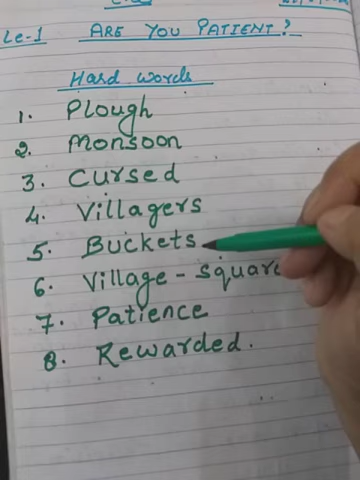 Le-1 ARE YOU PATIENT?
Hard words
1. Plough
2. Monsoon
3. Cursed
4. Villagers
5. Buckets
6. Village - Square
7. Patience
8. Rewarded.